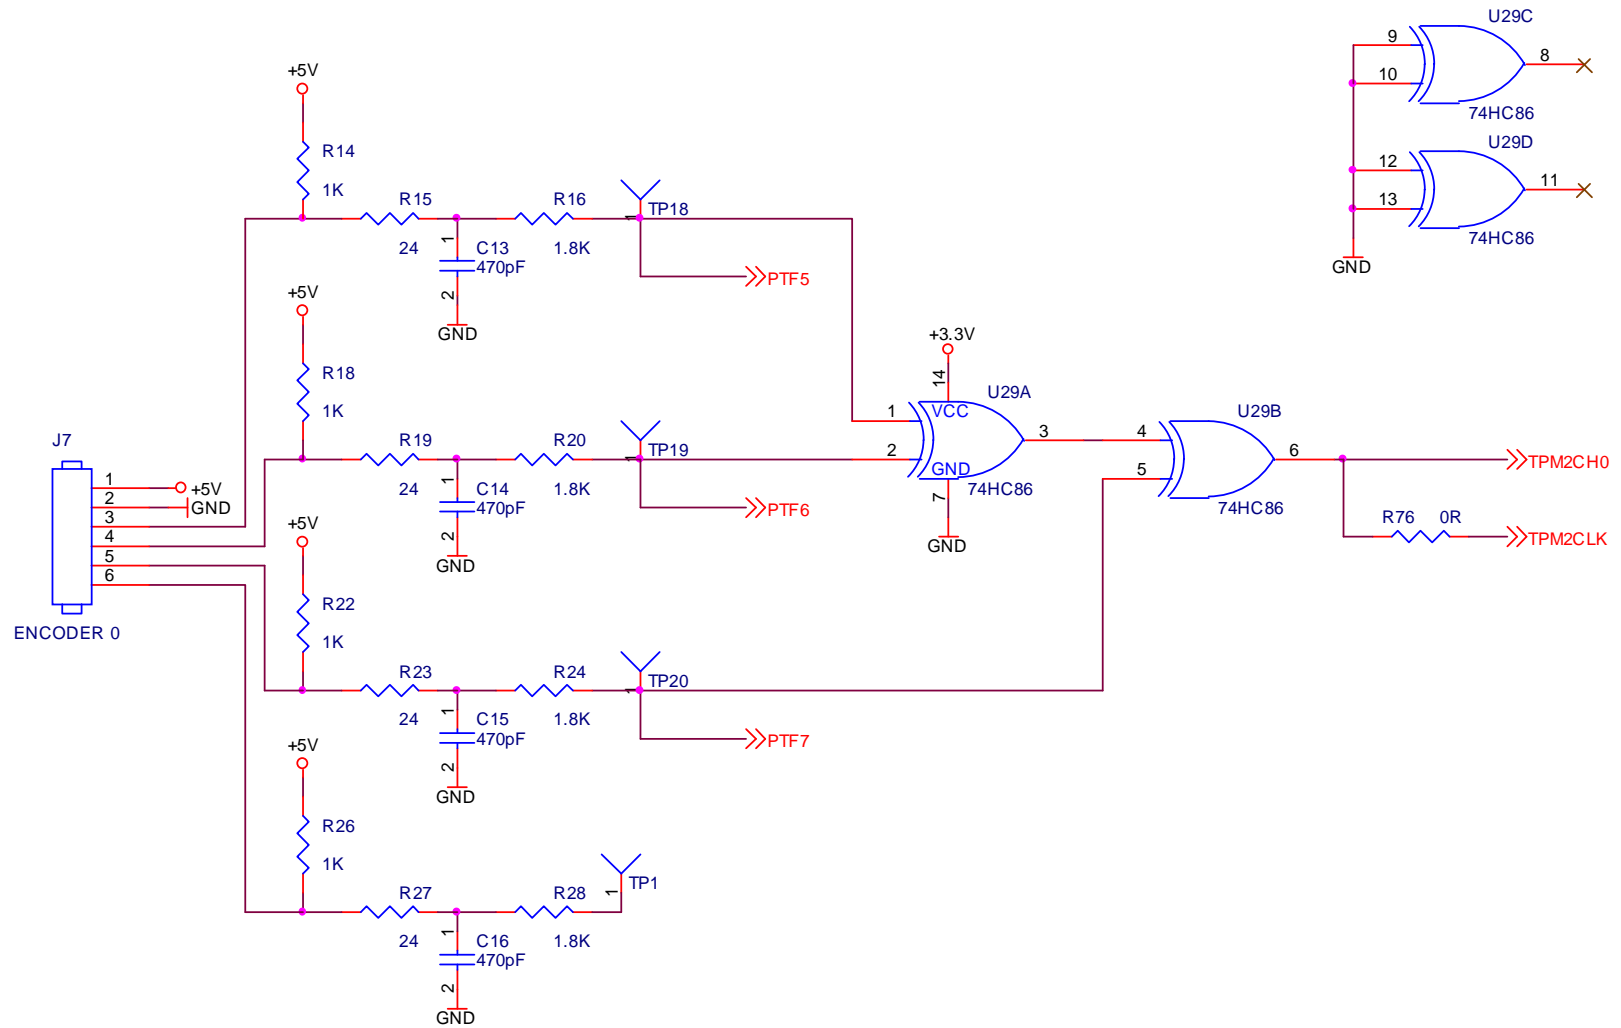 U29C
9
10
8
74HC86
U29D
12
13
11
74HC86
GND
+5V
R14
1K
R15
24
1
2
C13
470pF
GND
R16
1.8K
1
TP18
PTF5
+5V
R18
1K
R19
24
1
2
C14
470pF
GND
R20
1.8K
1
TP19
PTF6
+3.3V
14
U29A
VCC
1
2
3
GND
7
74HC86
GND
U29B
4
5
6
74HC86
TPM2CH0
R76 0R
TPM2CLK
J7
1
2
3
4
5
6
+5V
GND
ENCODER 0
+5V
R22
1K
R23
24
1
2
C15
470pF
GND
R24
1.8K
1
TP20
PTF7
+5V
R26
1K
R27
24
1
2
C16
470pF
GND
R28
1.8K
1
TP1